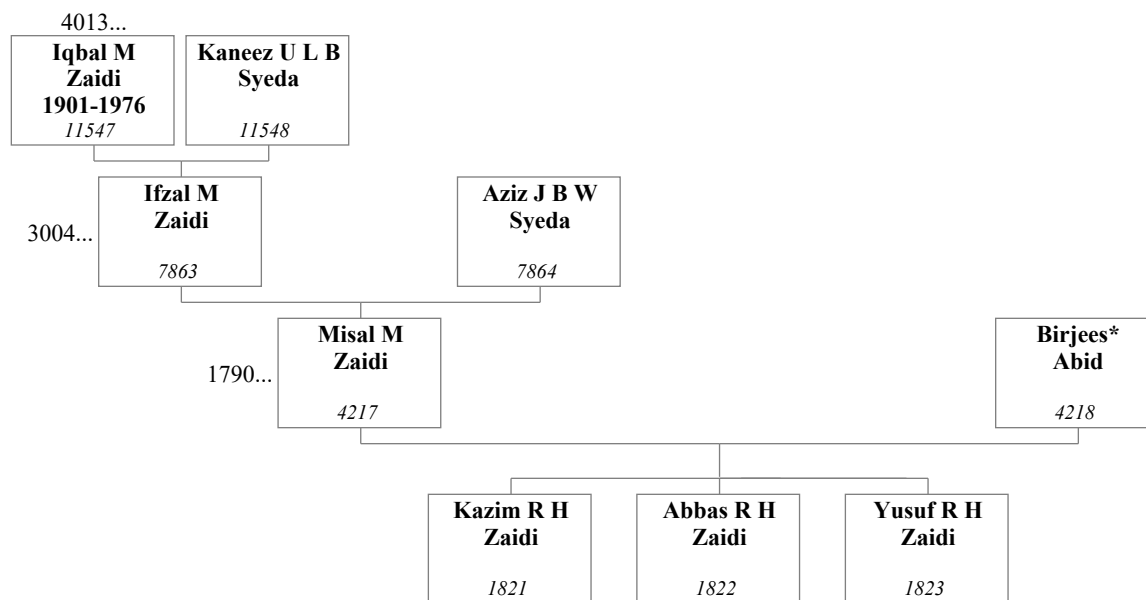 4013...
Iqbal M
Zaidi
1901-1976
11547
Kaneez U L B
Syeda
11548
3004...
Ifzal M
Zaidi
7863
Aziz J B W
Syeda
7864
1790...
Misal M
Zaidi
4217
Birjees*
Abid
4218
Kazim R H
Zaidi
1821
Abbas R H
Zaidi
1822
Yusuf R H
Zaidi
1823